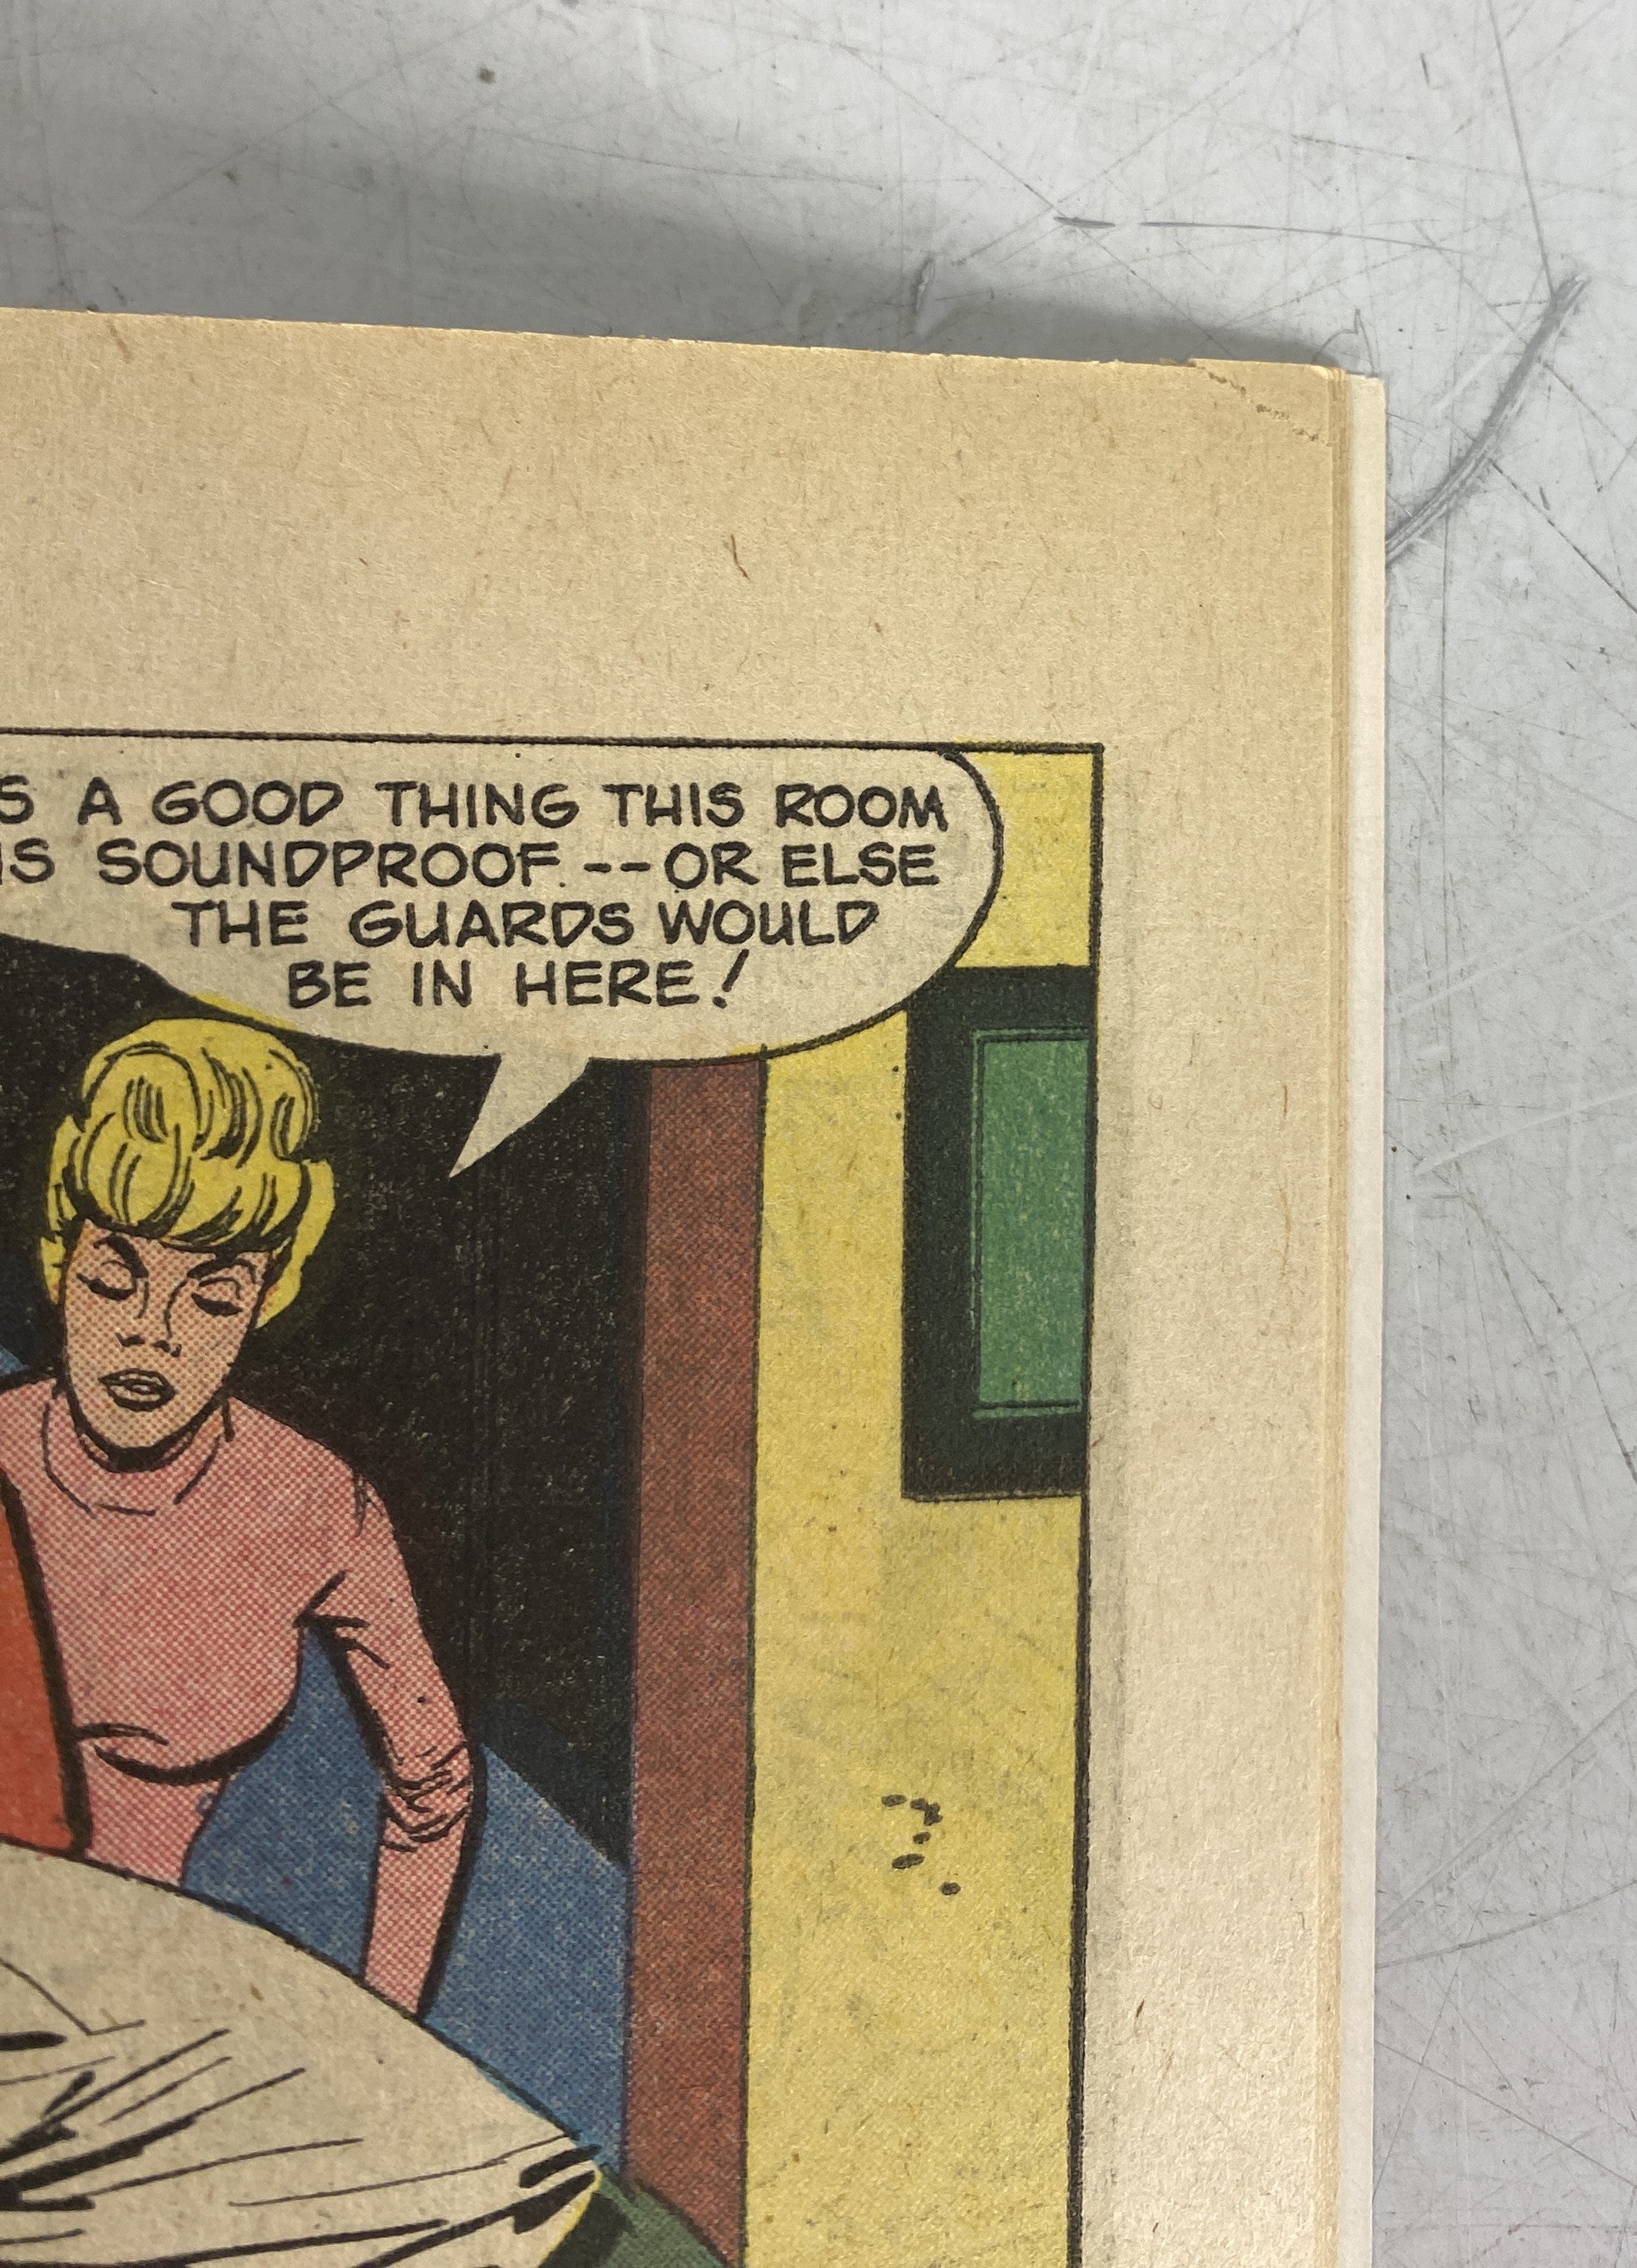 S A GOOD THING THIS ROOM
IS SOUNDPROOF.--OR ELSE
THE GUARDS WOULD
BE IN HERE!